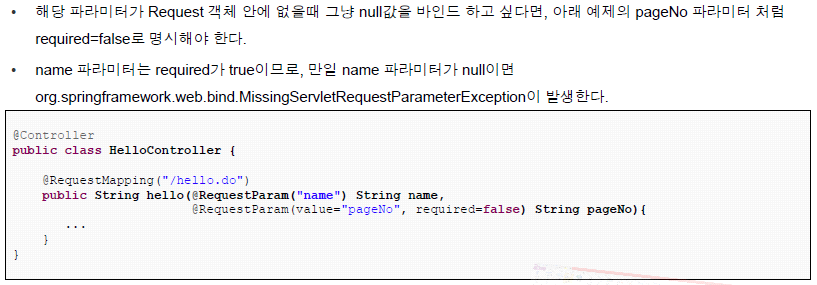 • 해당 파라미터가 Request 객체 안에 없을때 그냥 null값을 바인드 하고 싶다면, 아래 예제의 pageNo 파라미터 처럼
required=false로 명시해야 한다.
• name 파라미터는 required가 true이므로, 만일 name 파라미터가 null이면
org.springframework.web.bind.MissingServletRequestParameterException이 발생한다.
@Controller
public class HelloController {
@RequestMapping("/hello.do")
public String hello(@RequestParam("name") String name,
@RequestParam(value="pageNo", required=false) String pageNo){
...
}
}